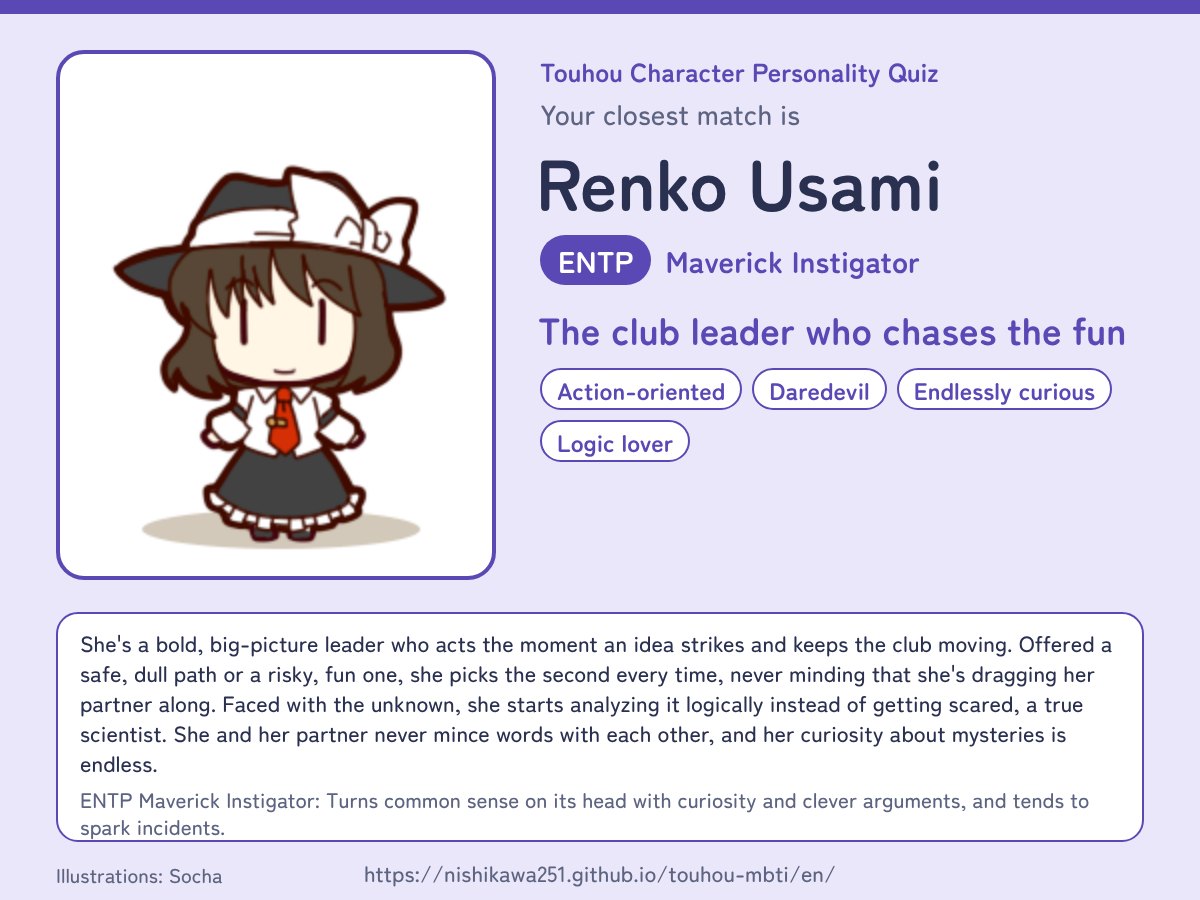 Touhou Character Personality Quiz
Your closest match is
Renko Usami
ENTP Maverick Instigator
The club leader who chases the fun
Action-oriented Daredevil Endlessly curious
Logic lover
She's a bold, big-picture leader who acts the moment an idea strikes and keeps the club moving. Offered a
safe, dull path or a risky, fun one, she picks the second every time, never minding that she's dragging her
partner along. Faced with the unknown, she starts analyzing it logically instead of getting scared, a true
scientist. She and her partner never mince words with each other, and her curiosity about mysteries is
endless.
ENTP Maverick Instigator: Turns common sense on its head with curiosity and clever arguments, and tends to
spark incidents.
Illustrations: Socha https://nishikawa251.github.io/touhou-mbti/en/